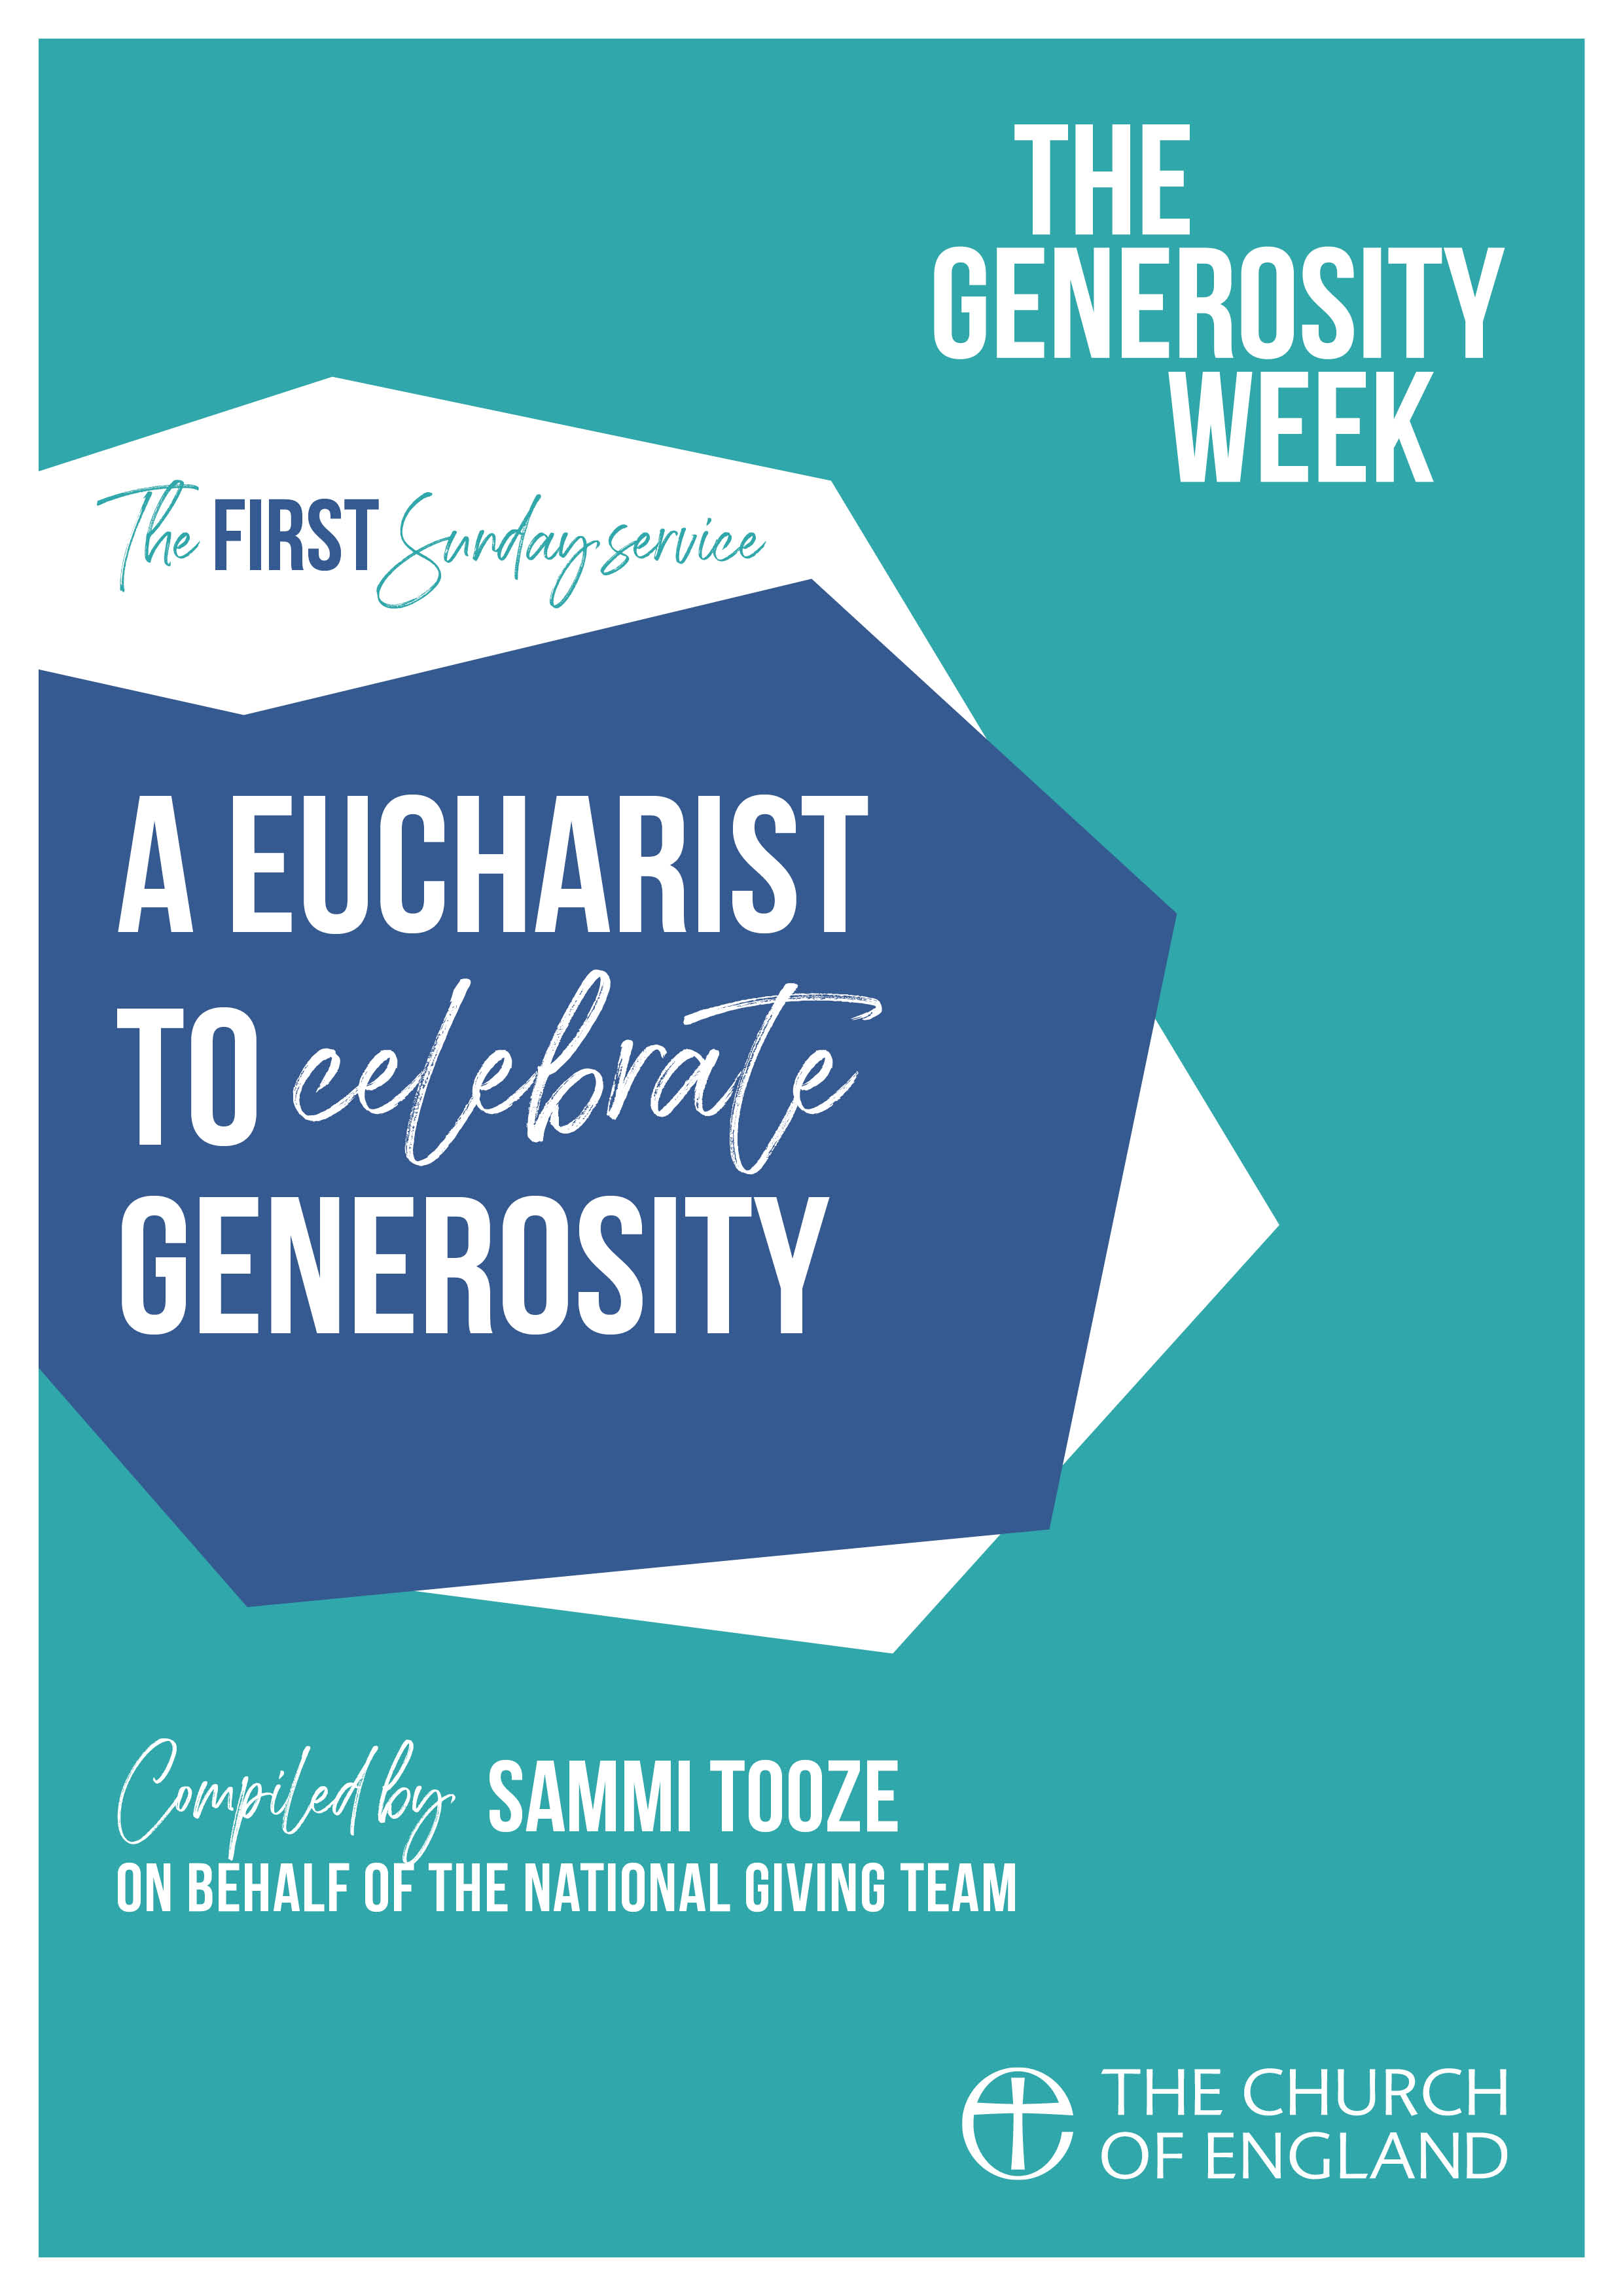 THE
GENEROSITY
WEEK
The FIRST Sunday service
A EUCHARIST
TO celebrate
GENEROSITY
Compiled by SAMMI TOOZE
ON BEHALF OF THE NATIONAL GIVING TEAM
THE CHURCH
OF ENGLAND